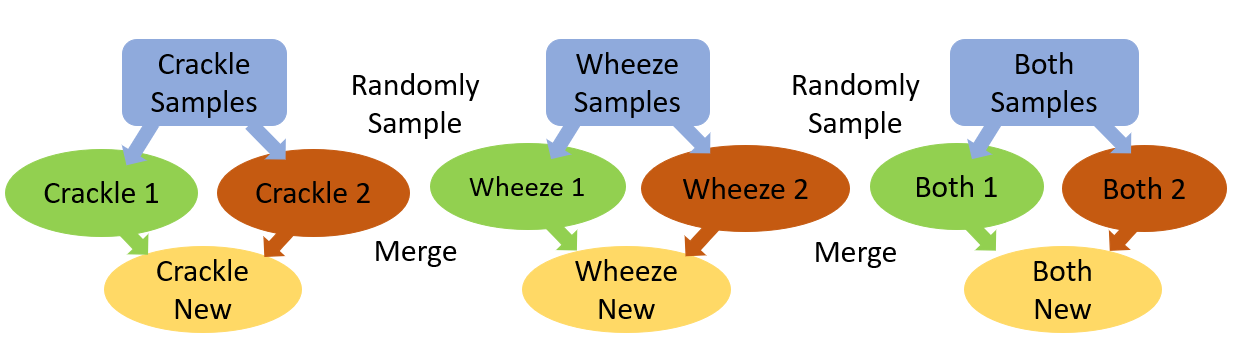 Crackle
Samples
Randomly
Sample
Wheeze
Samples
Randomly
Sample
Both
Samples
Crackle 1
Crackle 2
Wheeze 1
Wheeze 2
Both 1
Both 2
Merge
Merge
Crackle
New
Wheeze
New
Both
New